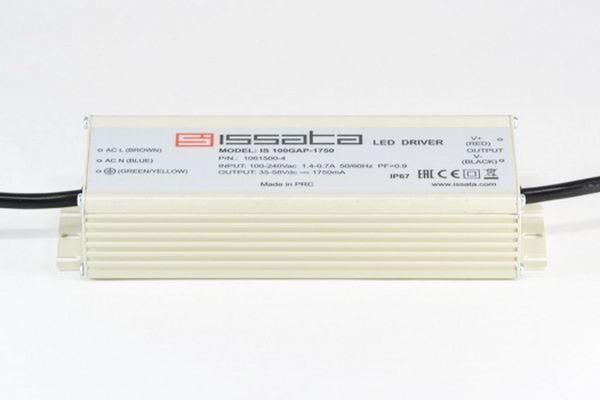 issata LED DRIVER
MODEL: IS 100GAP-1750
P/N.: 1061500-4
INPUT: 100-240Vac 1.4-0.7A 50/60Hz PF>0.9
OUTPUT: 35-58Vdc ⎓ 1750mA
Made in PRC
AC L (BROWN)
AC N (BLUE)
(GREEN/YELLOW)
V+
(RED)
OUTPUT
V-
(BLACK)
IP67 EAC CE
www.issata.com